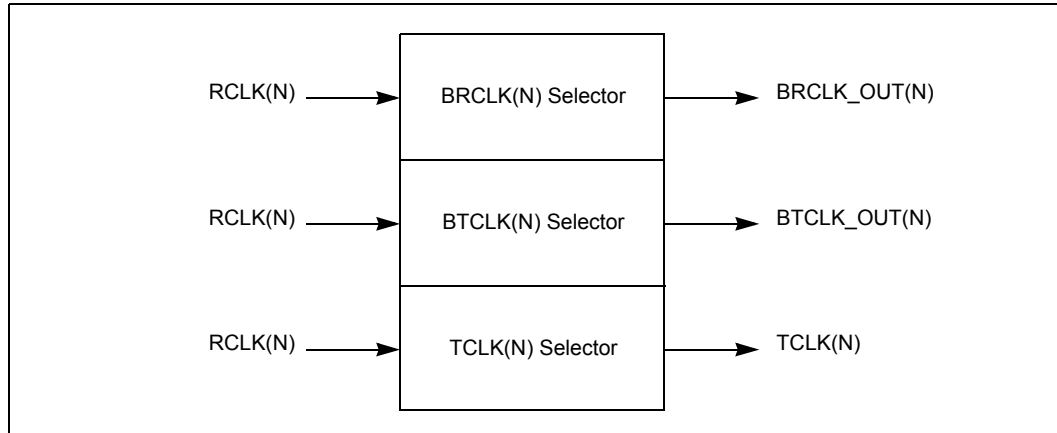 RCLK(N) BRCLK(N) Selector BRCLK_OUT(N)
RCLK(N) BTCLK(N) Selector BTCLK_OUT(N)
RCLK(N) TCLK(N) Selector TCLK(N)